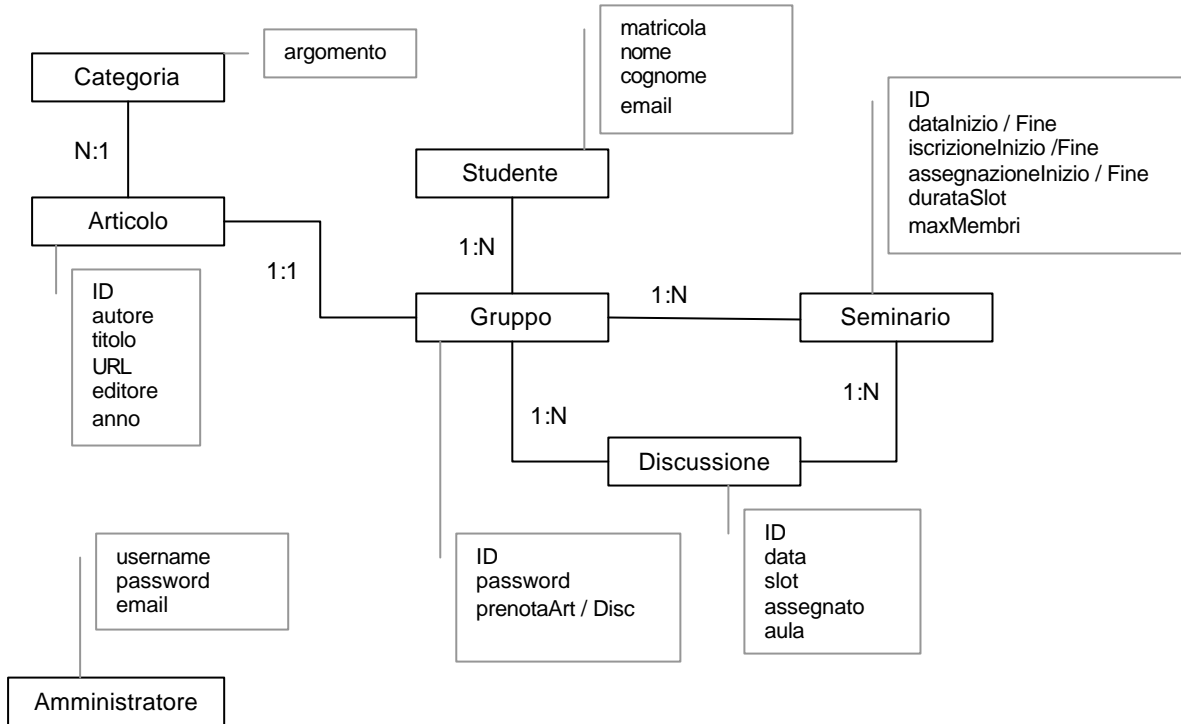 Categoria
argomento
matricola
nome
cognome
email
ID
dataInizio / Fine
iscrizioneInizio /Fine
assegnazioneInizio / Fine
durataSlot
maxMembri
N:1
Studente
Articolo
1:N
1:1
ID
autore
titolo
URL
editore
anno
Gruppo
1:N
Seminario
1:N
1:N
Discussione
username
password
email
ID
password
prenotaArt / Disc
ID
data
slot
assegnato
aula
Amministratore